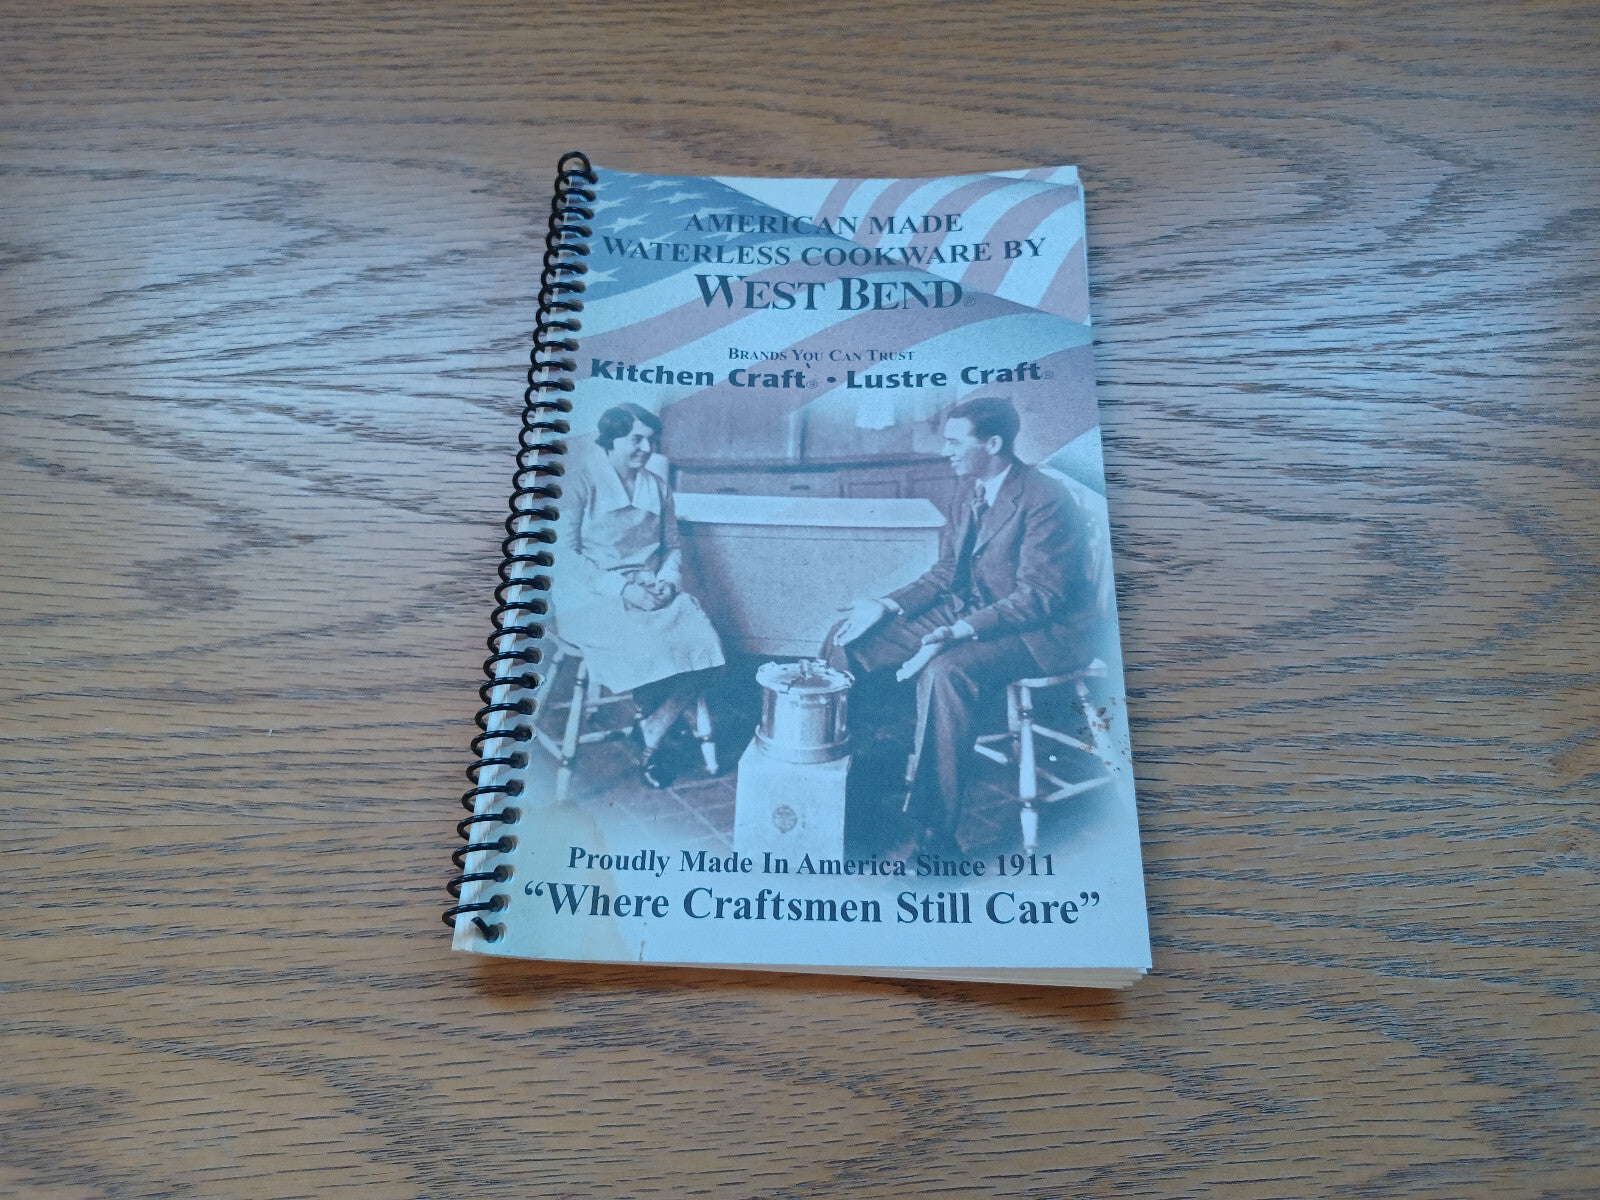 AMERICAN MADE
WATERLESS COOKWARE BY
WEST BEND®
BRANDS YOU CAN TRUST
Kitchen Craft® • Lustre Craft®
Proudly Made In America Since 1911
“Where Craftsmen Still Care”